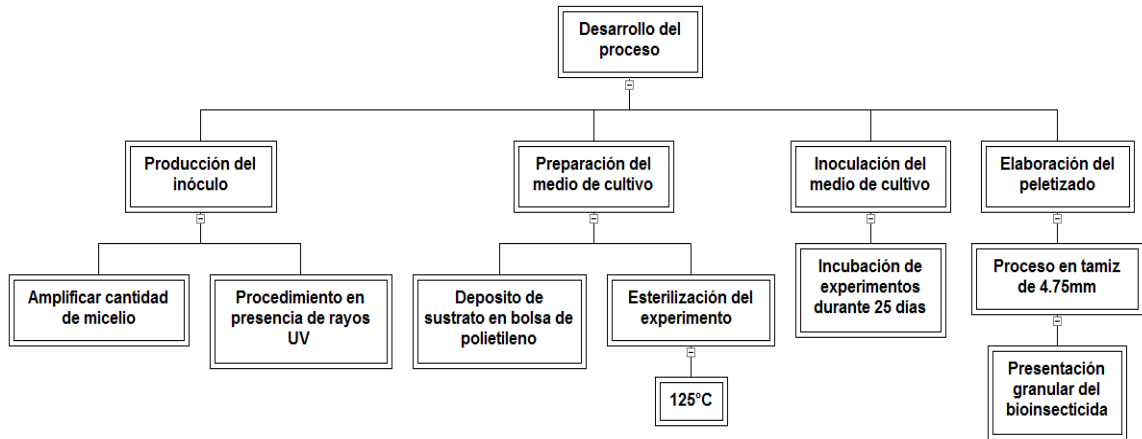 Desarrollo del
proceso
Producción del
inóculo
Preparación del
medio de cultivo
Inoculación del
medio de cultivo
Elaboración del
peletizado
Amplificar cantidad
de micelio
Procedimiento en
presencia de rayos
UV
Deposito de
sustrato en bolsa de
polietileno
Esterilización del
experimento
Incubación de
experimentos
durante 25 días
Proceso en tamiz
de 4.75mm
125°C
Presentación
granular del
bioinsecticida